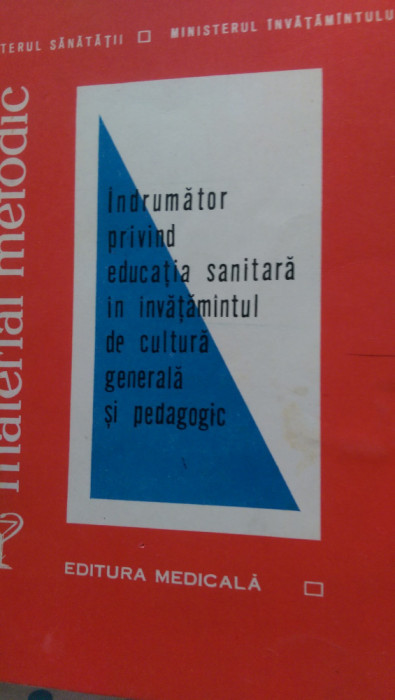 TERUL SĂNĂTĂȚII □ MINISTERUL ÎNVĂȚĂMÎNTULU
material metodic
Îndrumător
privind
educația sanitară
în învățămîntul
de cultură
generală
și pedagogic
EDITURA MEDICALĂ □